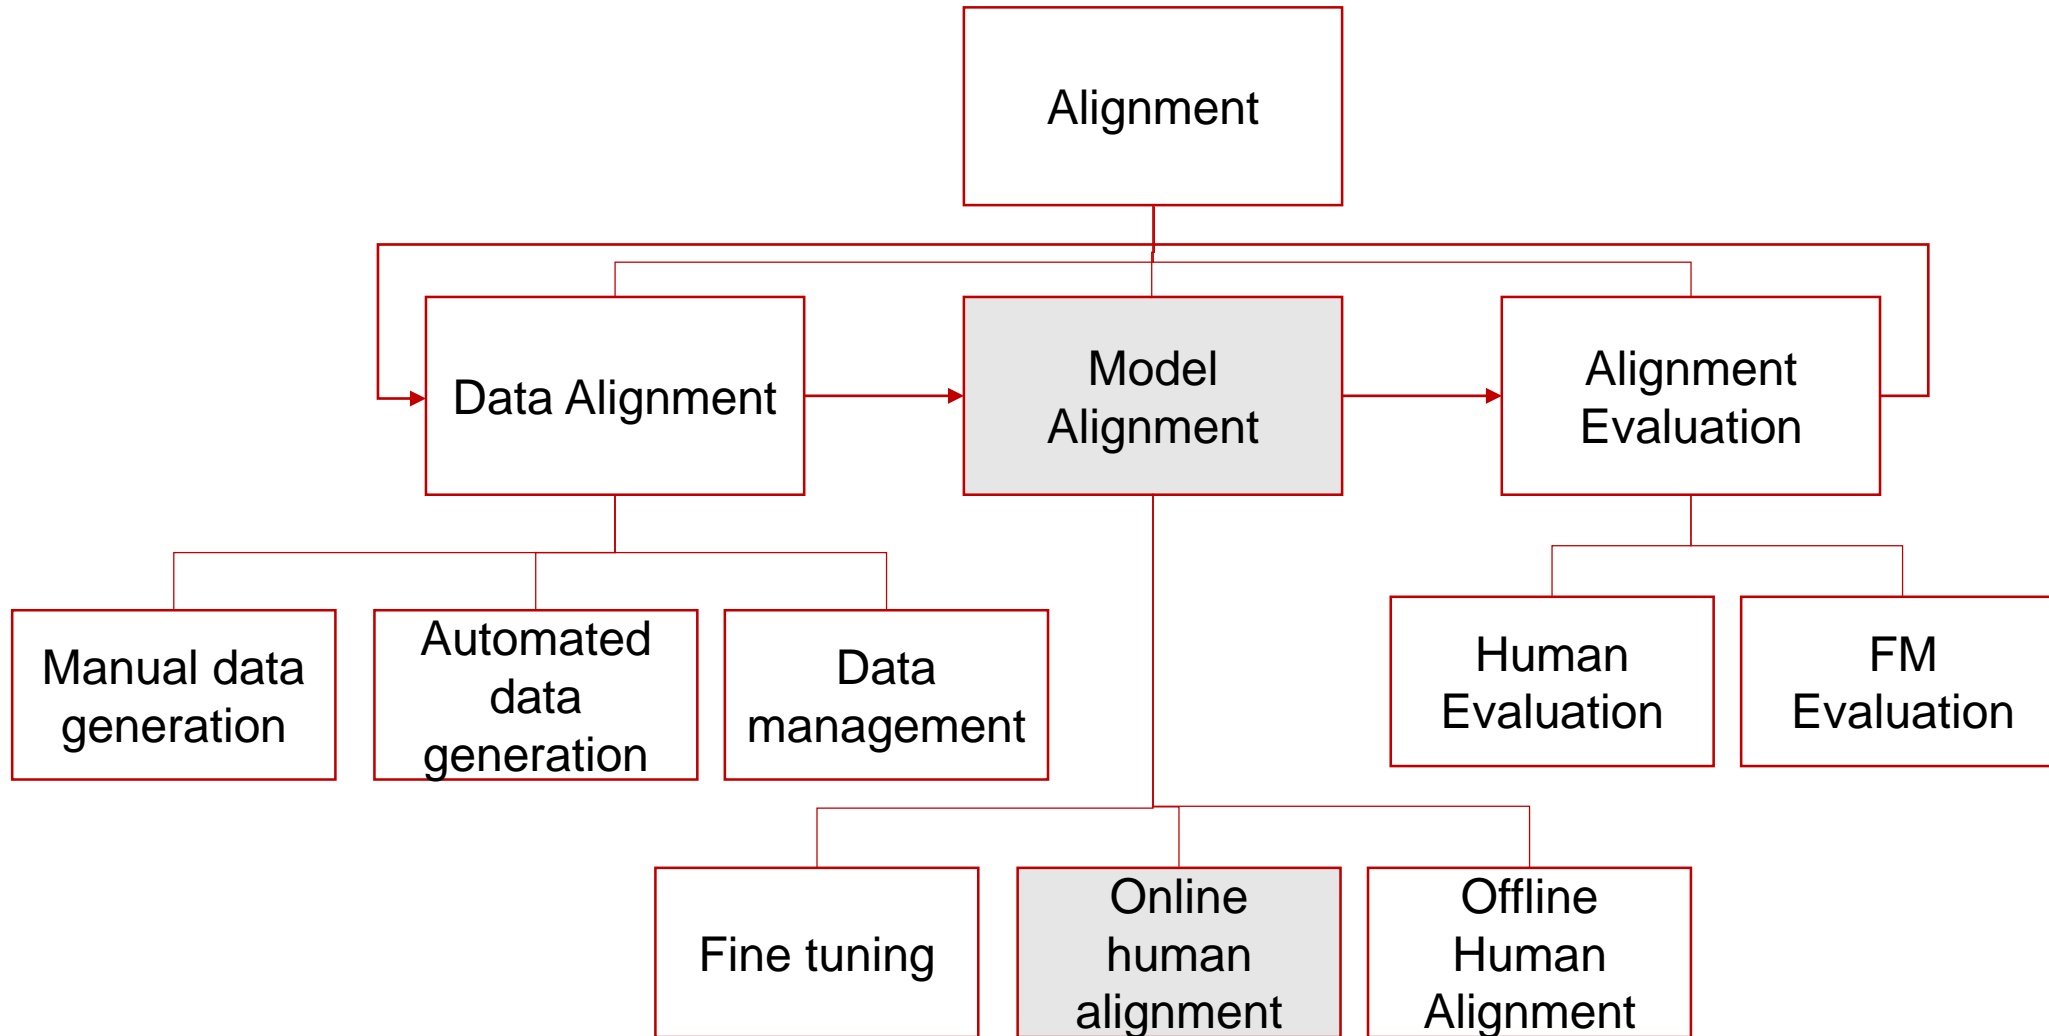 Alignment
Data Alignment
Model
Alignment
Alignment
Evaluation
Manual data
generation
Automated
data
generation
Data
management
Human
Evaluation
FM
Evaluation
Fine tuning
Online
human
alignment
Offline
Human
Alignment